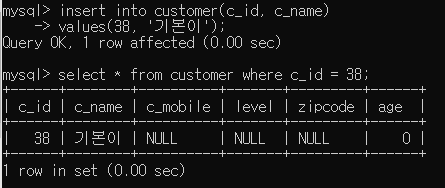 mysql> insert into customer(c_id, c_name)
    -> values(38, '기본이');
Query OK, 1 row affected (0.00 sec)
mysql> select * from customer where c_id = 38;
+------+--------+----------+-------+---------+------+
| c_id | c_name | c_mobile | level | zipcode | age  |
+------+--------+----------+-------+---------+------+
|   38 | 기본이 | NULL     |  NULL | NULL    |    0 |
+------+--------+----------+-------+---------+------+
1 row in set (0.00 sec)